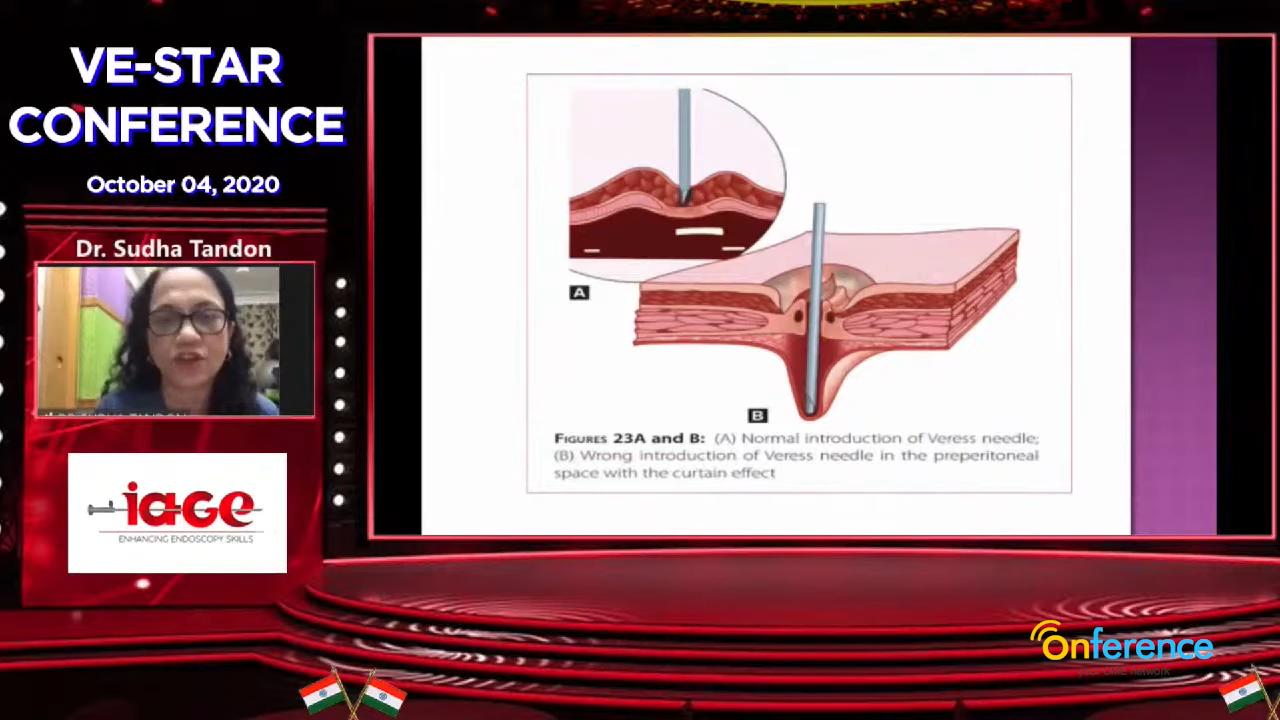 VE-STAR
CONFERENCE
October 04, 2020
Dr. Sudha Tandon
iage
ENHANCING ENDOSCOPY SKILLS
A
B
FIGURES 23A and B: (A) Normal introduction of Veress needle;
(B) Wrong introduction of Veress needle in the preperitoneal
space with the curtain effect
Onference